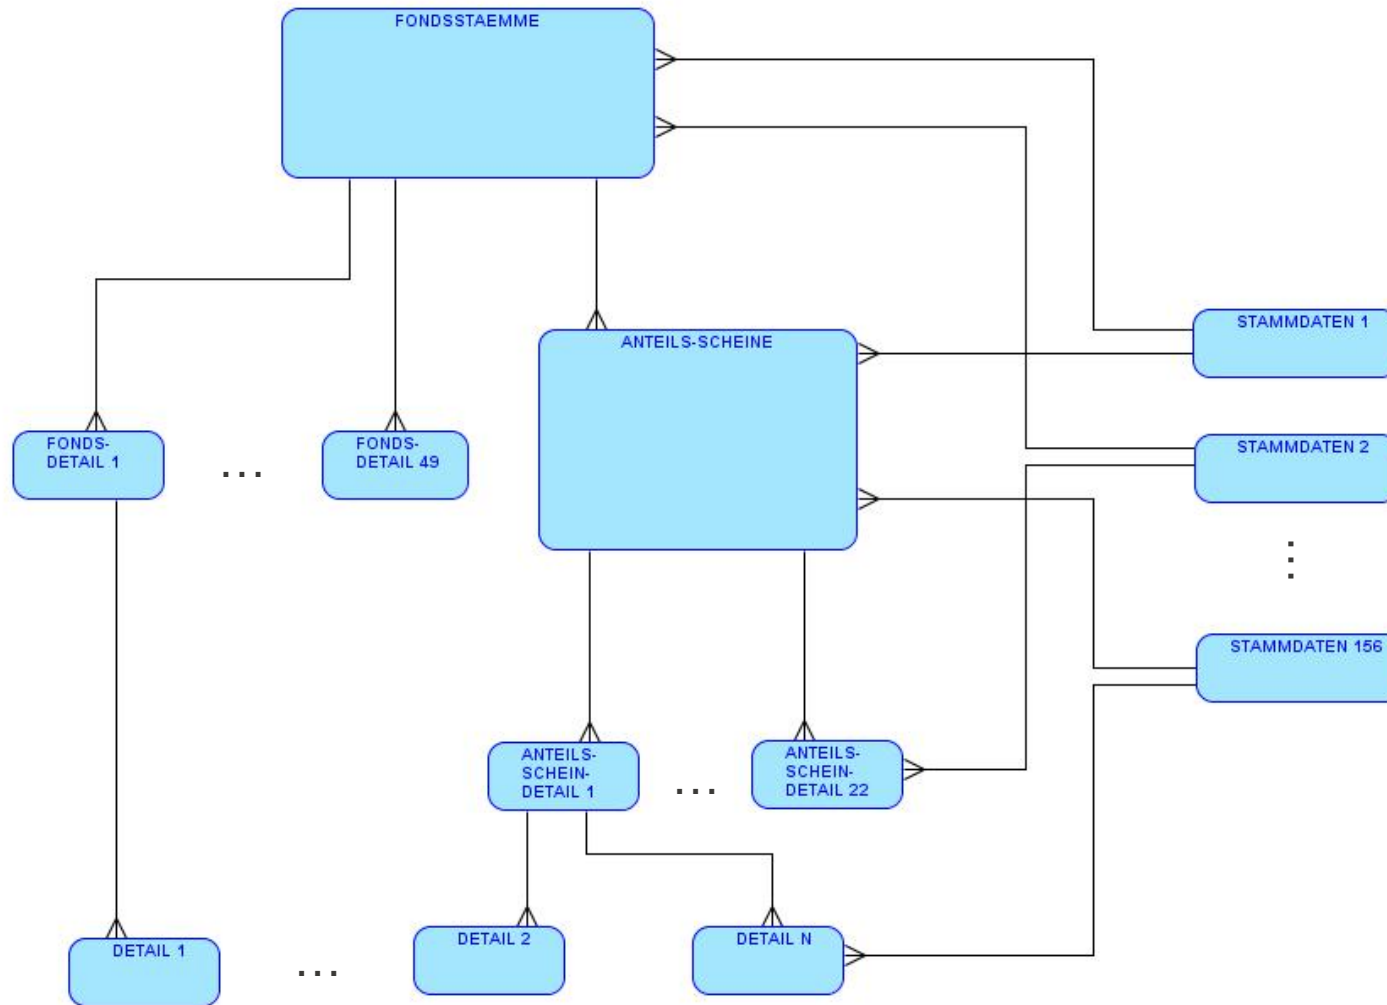 FONDSSTAEMME
STAMMDATEN 1
ANTEILS-SCHEINE
FONDS-
DETAIL 1
...
FONDS-
DETAIL 49
STAMMDATEN 2
...
STAMMDATEN 156
ANTEILS-
SCHEIN-
DETAIL 1
...
ANTEILS-
SCHEIN-
DETAIL 22
DETAIL 1
...
DETAIL 2
DETAIL N